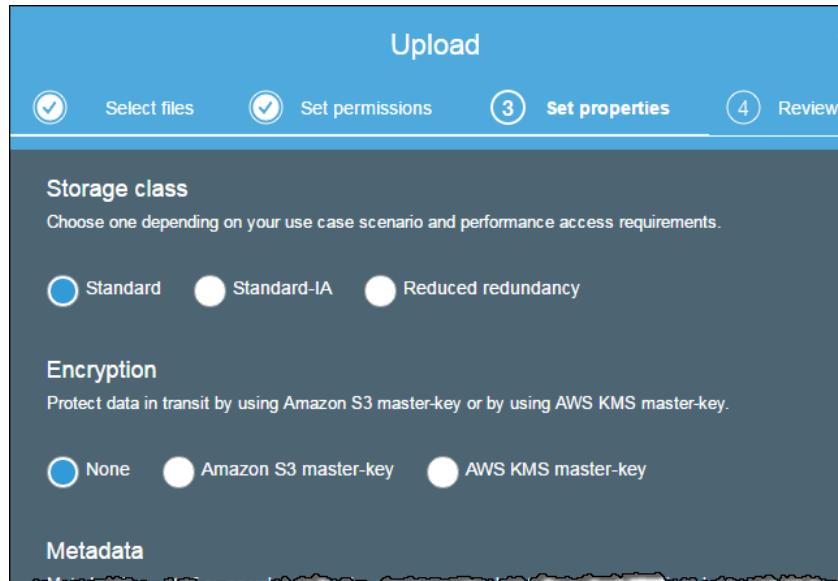 Upload
Select files Set permissions 3 Set properties 4 Review
Storage class
Choose one depending on your use case scenario and performance access requirements.
Standard Standard-IA Reduced redundancy
Encryption
Protect data in transit by using Amazon S3 master-key or by using AWS KMS master-key.
None Amazon S3 master-key AWS KMS master-key
Metadata